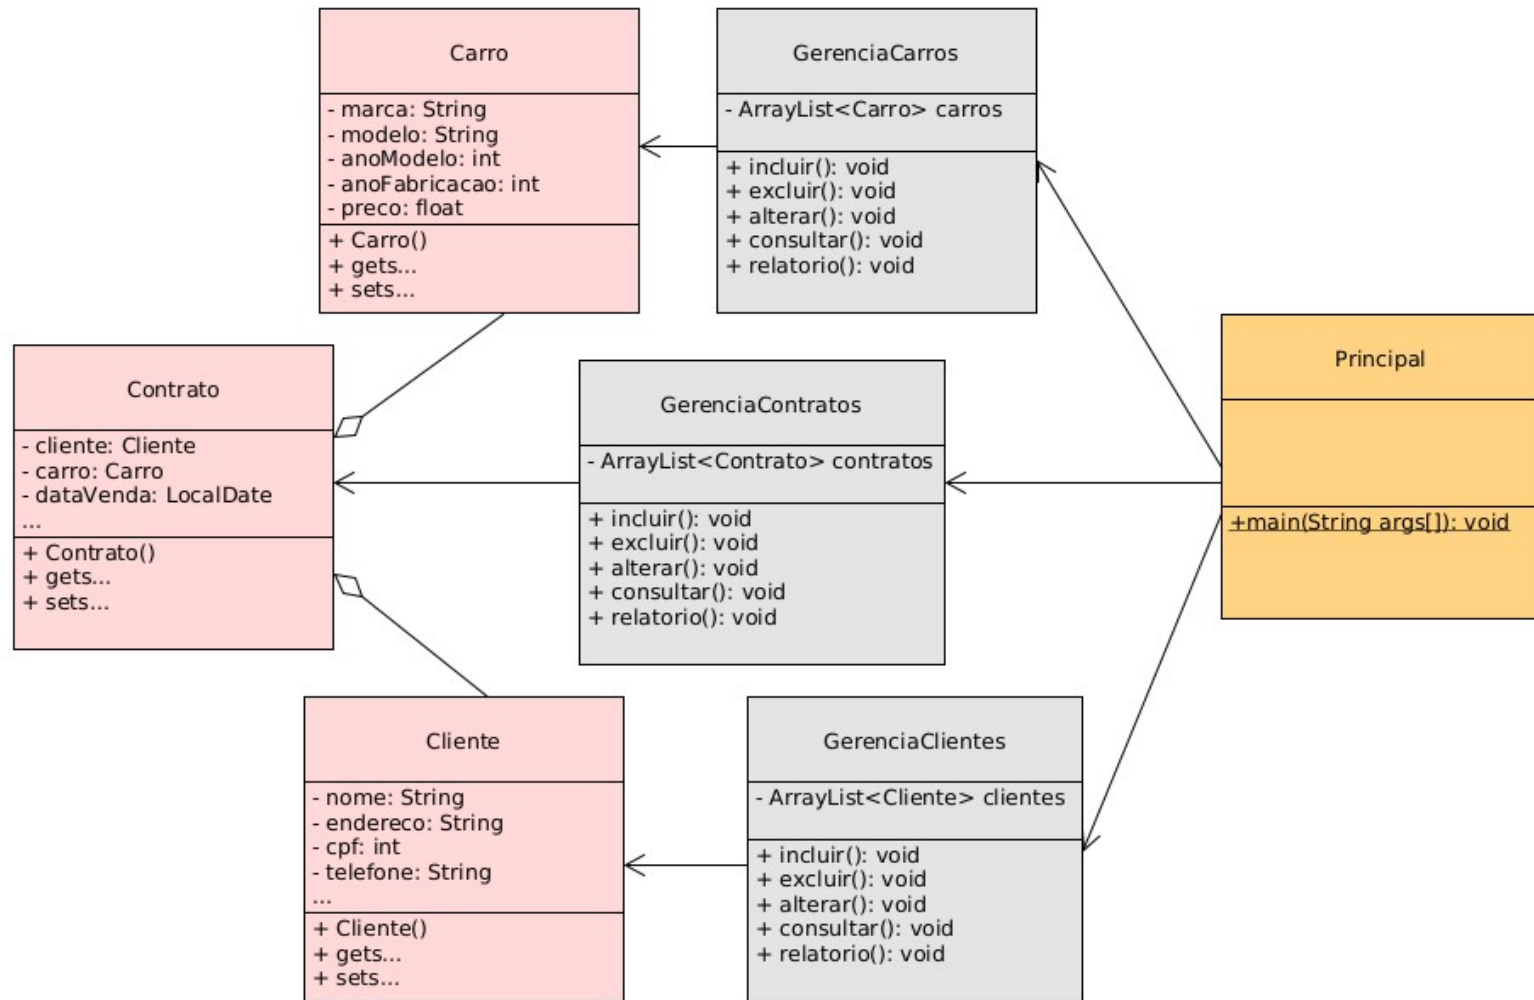 Carro
- marca: String
- modelo: String
- anoModelo: int
- anoFabricacao: int
- preco: float
+ Carro()
+ gets...
+ sets...
GerenciaCarros
- ArrayList<Carro> carros
+ incluir(): void
+ excluir(): void
+ alterar(): void
+ consultar(): void
+ relatorio(): void
Contrato
- cliente: Cliente
- carro: Carro
- dataVenda: LocalDate
...
+ Contrato()
+ gets...
+ sets...
GerenciaContratos
- ArrayList<Contrato> contratos
+ incluir(): void
+ excluir(): void
+ alterar(): void
+ consultar(): void
+ relatorio(): void
Principal
+main(String args[]): void
Cliente
- nome: String
- endereco: String
- cpf: int
- telefone: String
...
+ Cliente()
+ gets...
+ sets...
GerenciaClientes
- ArrayList<Cliente> clientes
+ incluir(): void
+ excluir(): void
+ alterar(): void
+ consultar(): void
+ relatorio(): void